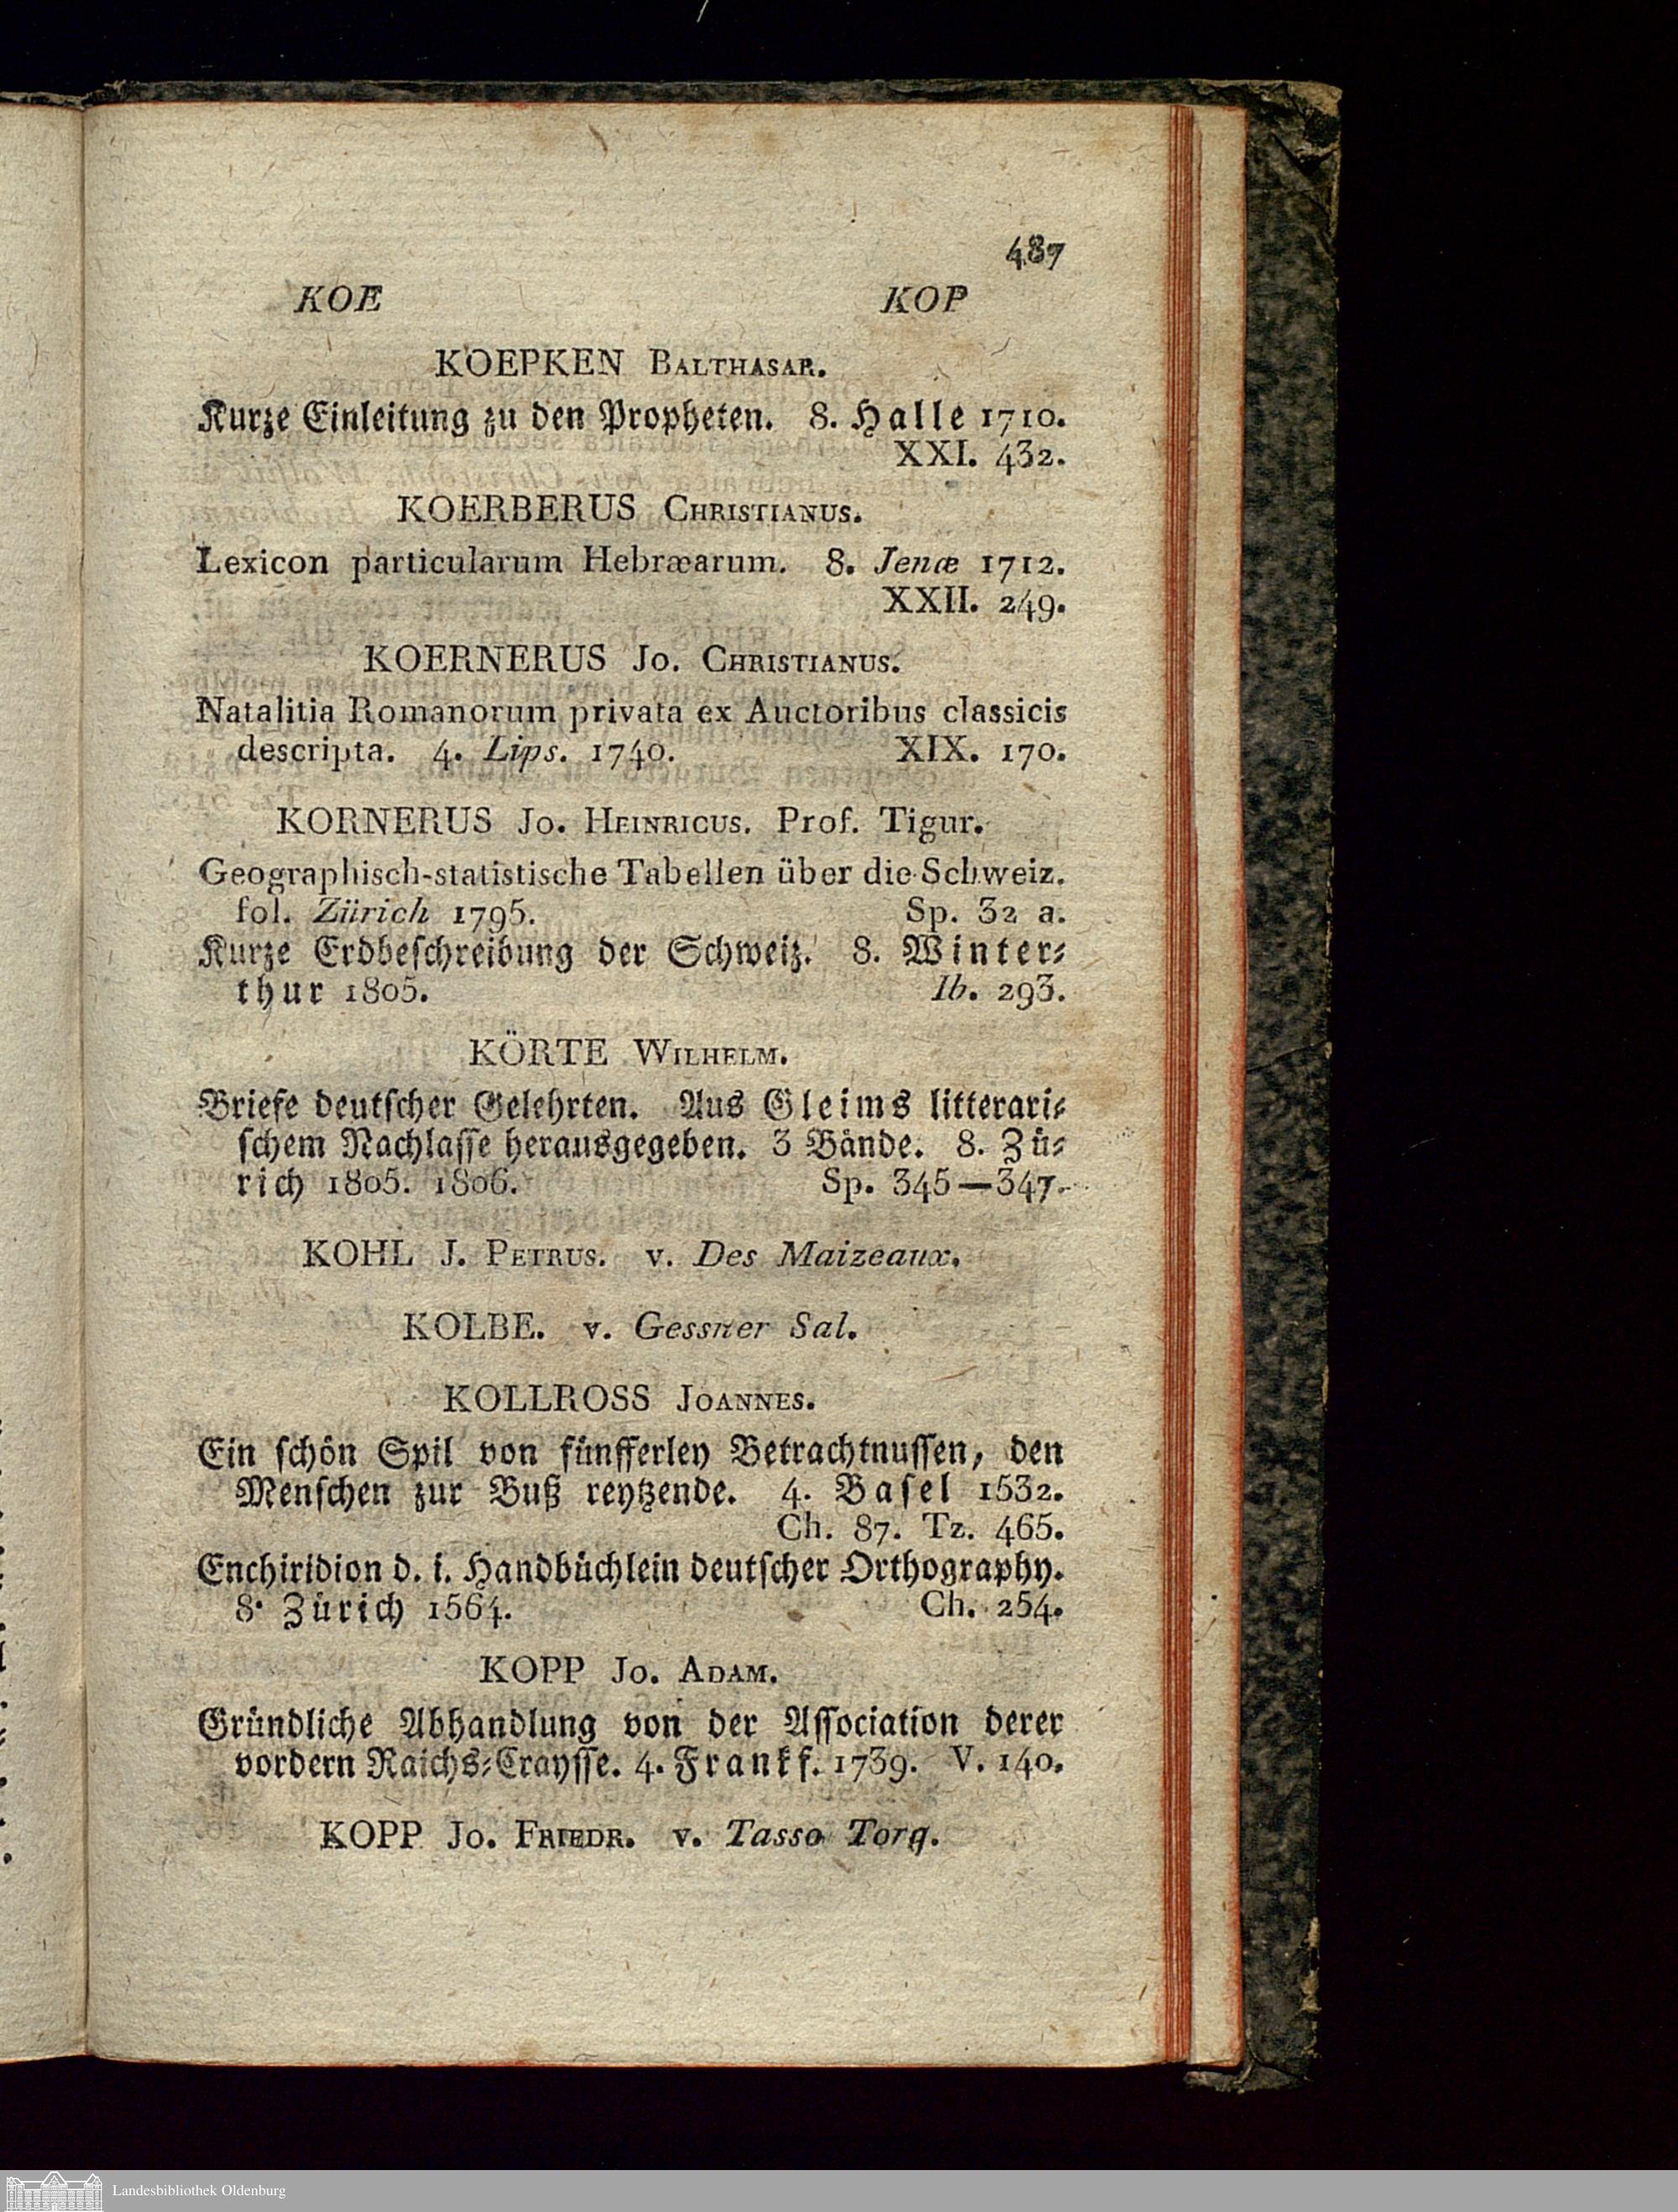 487
KOE KOP
KOEPKEN BALTHASAR.
Kurze Einleitung zu den Propheten. 8. Halle 1710.
XXI. 432.
KOERBERUS CHRISTIANUS.
Lexicon particularum Hebræarum. 8. Jenæ 1712.
XXII. 249.
KOERNERUS Jo. CHRISTIANUS.
Natalitia Romanorum privata ex Auctoribus classicis
descripta. 4. Lips. 1740. XIX. 170.
KORNERUS Jo. HEINRICUS. Prof. Tigur.
Geographisch-statistische Tabellen über die Schweiz.
fol. Zürich 1795. Sp. 32 a.
Kurze Erdbeschreibung der Schweiz. 8. Winter-
thur 1805. Ib. 293.
KÖRTE WILHELM.
Briefe deutscher Gelehrten. Aus Gleims litterari-
schem Nachlasse herausgegeben. 3 Bände. 8. Zü-
rich 1805. 1806. Sp. 345—347.
KOHL J. PETRUS. v. Des Maizeaux.
KOLBE. v. Gessner Sal.
KOLLROSS JOANNES.
Ein schön Spil von fünfferley Betrachtnussen, den
Menschen zur Buß reytzende. 4. Basel 1532.
Ch. 87. Tz. 465.
Enchiridion d. i. Handbüchlein deutscher Orthography.
8. Zürich 1564. Ch. 254.
KOPP Jo. ADAM.
Gründliche Abhandlung von der Association derer
vordern Raichs-Craysse. 4. Frankf. 1739. V. 140.
KOPP Jo. FRIEDR. v. Tasso Torq.
Landesbibliothek Oldenburg